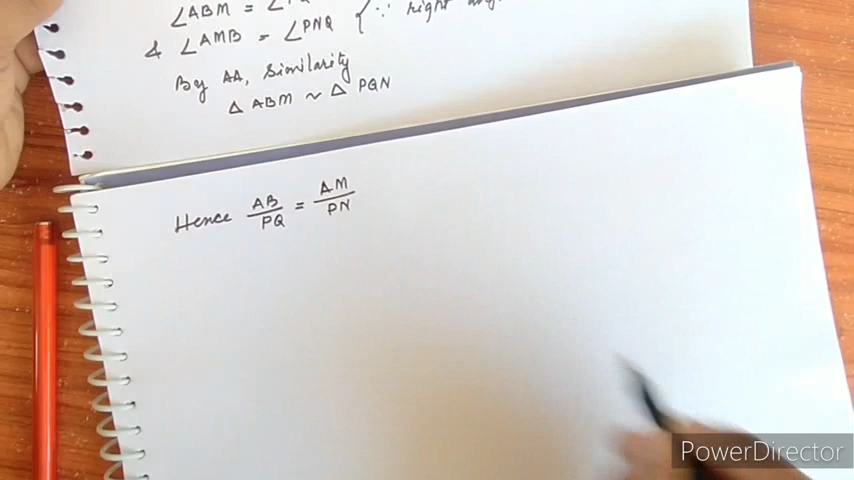 ∠ABM = ∠P
& ∠AMB = ∠PNQ {∵ right
By AA, Similarity
Δ ABM ~ Δ PQN
Hence AB/PQ = AM/PN
PowerDirector